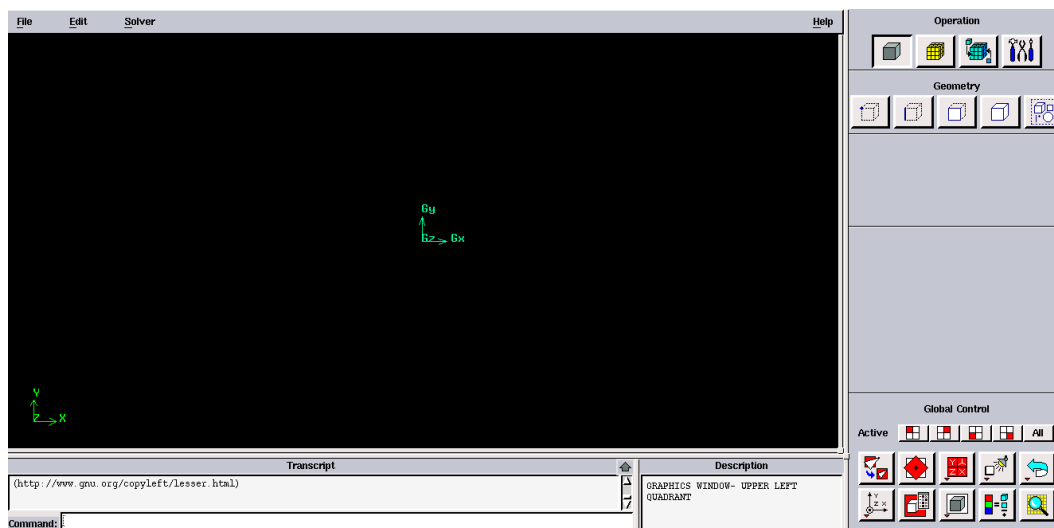 File Edit Solver Help
Operation
Geometry
Gy
Gz Gx
Y
Z X
Global Control
Active All
Transcript
Description
(http://www.gnu.org/copyleft/lesser.html)
GRAPHICS WINDOW- UPPER LEFT
QUADRANT
Command: